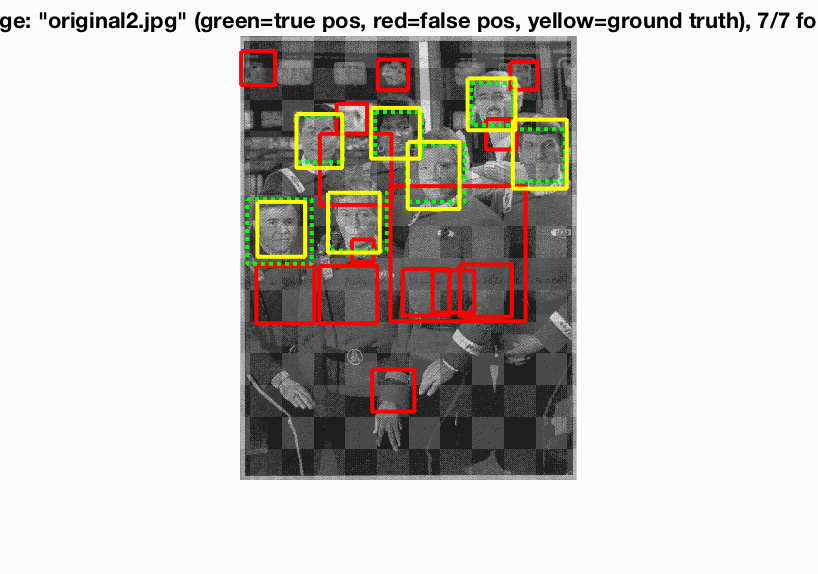 ge: "original2.jpg" (green=true pos, red=false pos, yellow=ground truth), 7/7 fo